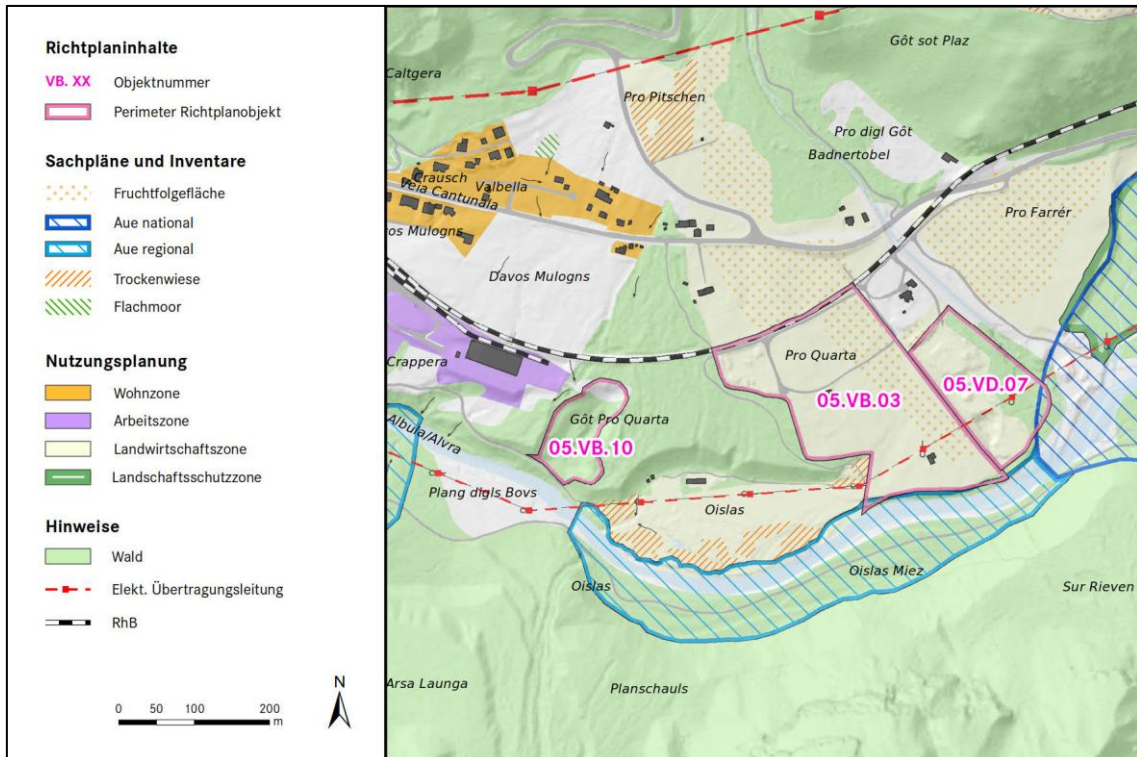 Richtplaninhalte
VB. XX Objektnummer
Perimeter Richtplanobjekt
Sachpläne und Inventare
Fruchtfolgefläche
Aue national
Aue regional
Trockenwiese
Flachmoor
Nutzungsplanung
Wohnzone
Arbeitszone
Landwirtschaftszone
Landschaftsschutzzone
Hinweise
Wald
Elekt. Übertragungsleitung
RhB
0 50 100 200
m
N
Gôt sot Plaz
Caltgera
Pro Pitschen
Pro digl Gôt
Badnertobel
Crausch
Valbella
Veia Cantunala
Pro Farrér
vos Mulogns
Davos Mulogns
Crappera
Pro Quarta
05.VD.07
05.VB.03
Gôt Pro Quarta
Albula/Alvra
05.VB.10
Plang digls Bovs
Oislas
Oislas
Oislas Miez
Sur Rieven
Arsa Launga
Planschauls